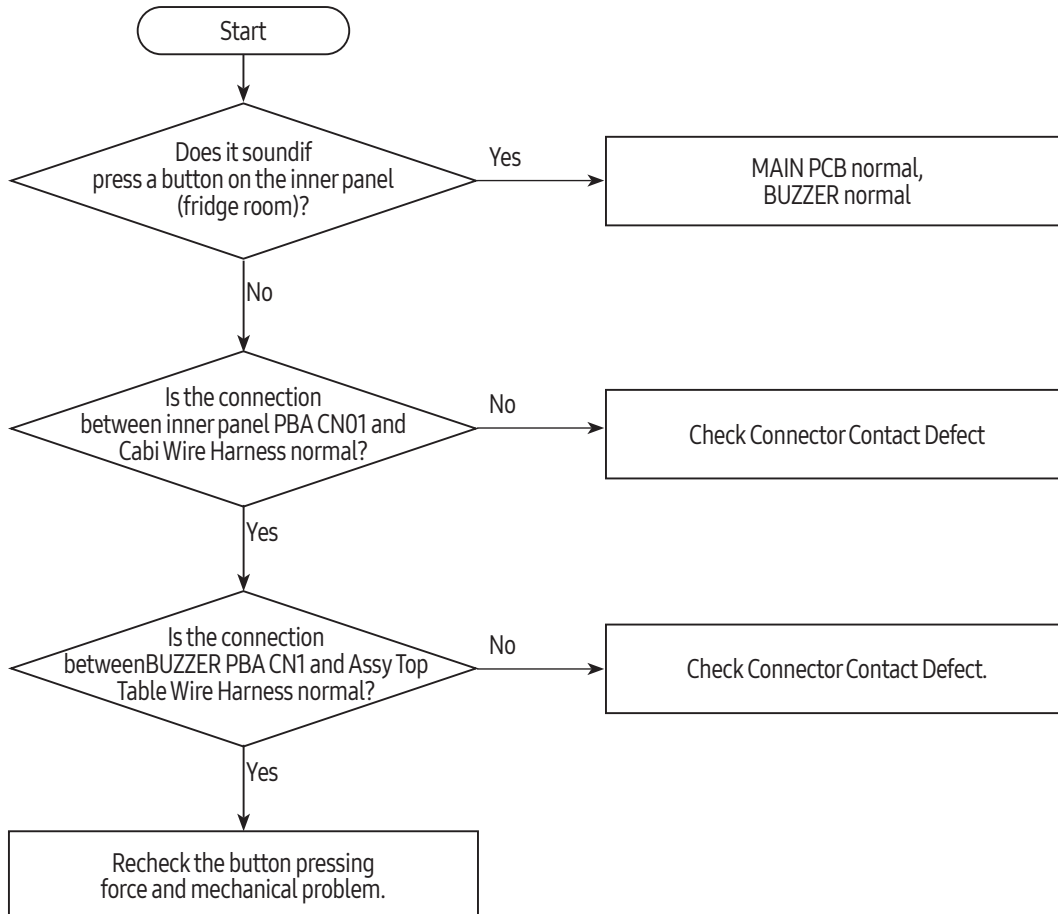 Start
Does it soundif
press a button on the inner panel
(fridge room)?
Yes
MAIN PCB normal,
BUZZER normal
No
Is the connection
between inner panel PBA CN01 and
Cabi Wire Harness normal?
No
Check Connector Contact Defect
Yes
Is the connection
betweenBUZZER PBA CN1 and Assy Top
Table Wire Harness normal?
No
Check Connector Contact Defect.
Yes
Recheck the button pressing
force and mechanical problem.